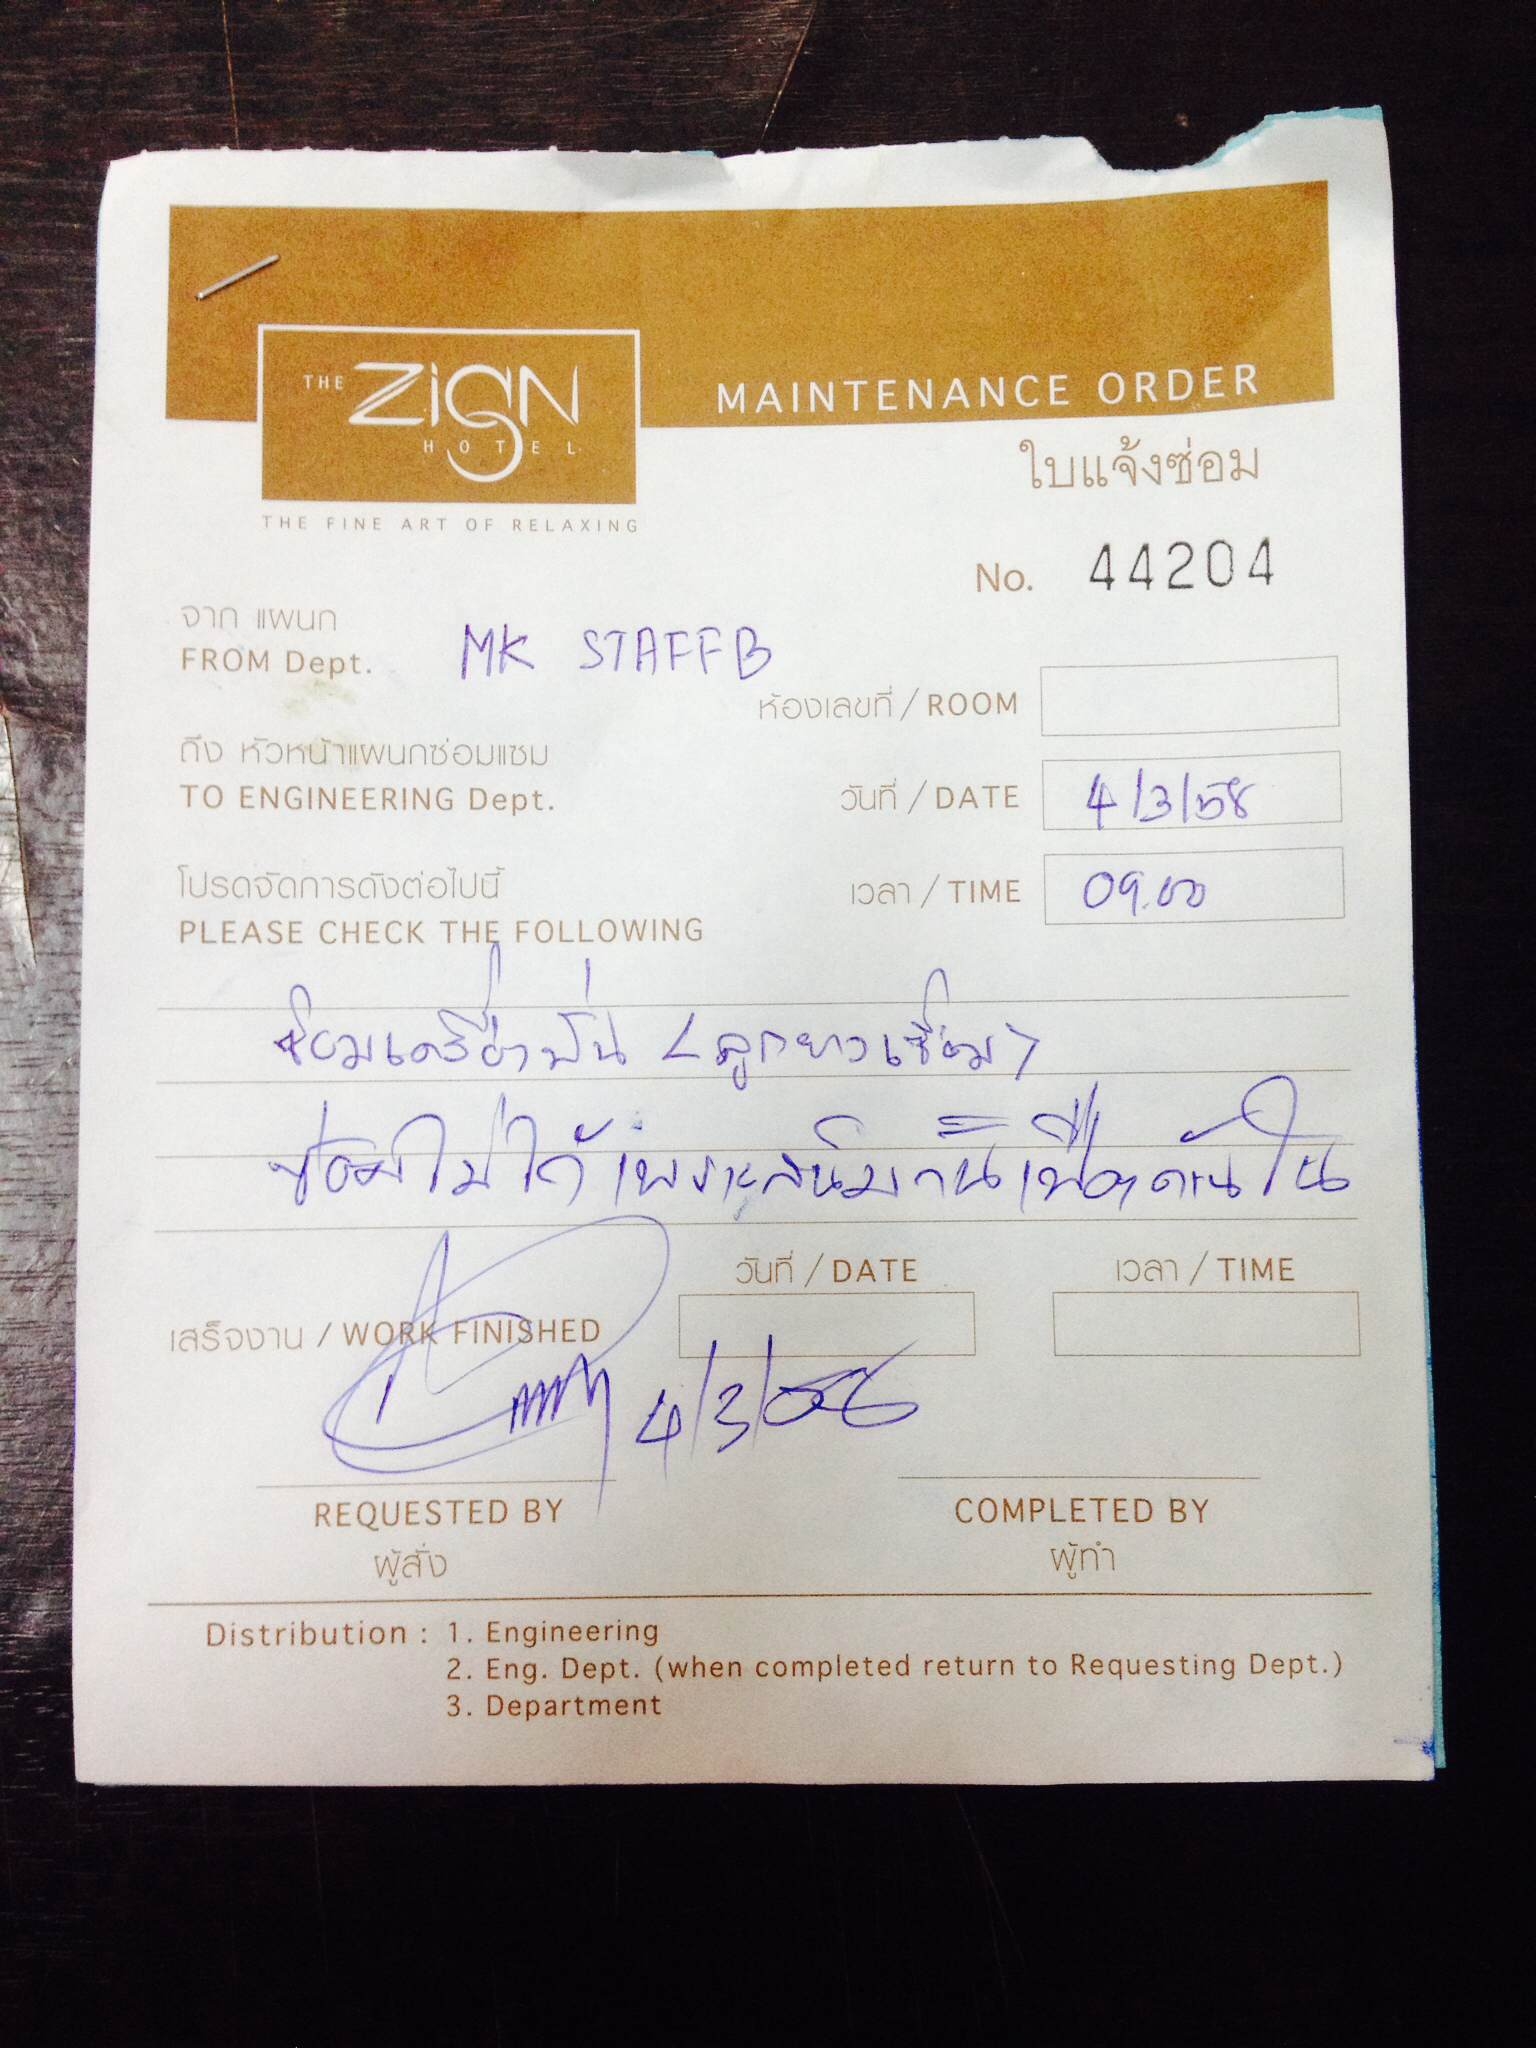 THE ZiGN
HOTEL
THE FINE ART OF RELAXING
MAINTENANCE ORDER
ใบแจ้งซ่อม
No. 44204
จาก แผนก
FROM Dept. MK STAFF B
ห้องเลขที่ / ROOM
ถึง หัวหน้าแผนกซ่อมแซม
TO ENGINEERING Dept.
วันที่ / DATE 4/3/58
โปรดจัดการดังต่อไปนี้
PLEASE CHECK THE FOLLOWING
เวลา / TIME 09.00
ซ่อมเครื่องปั่น <ลูกยางเชื่อม>
ซ่อมไม่ได้เพราะสนิมกินเฟืองด้านใน
วันที่ / DATE เวลา / TIME
เสร็จงาน / WORK FINISHED
4/3/58
REQUESTED BY COMPLETED BY
ผู้สั่ง ผู้ทำ
Distribution : 1. Engineering
2. Eng. Dept. (when completed return to Requesting Dept.)
3. Department